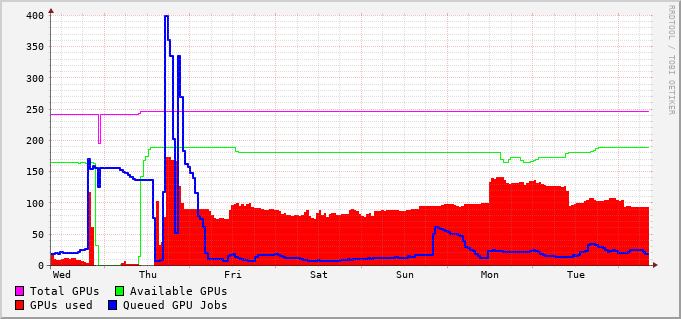 400
350
300
250
200
150
100
50
0
Wed Thu Fri Sat Sun Mon Tue
RRDTOOL / TOBI OETIKER
Total GPUs Available GPUs
GPUs used Queued GPU Jobs